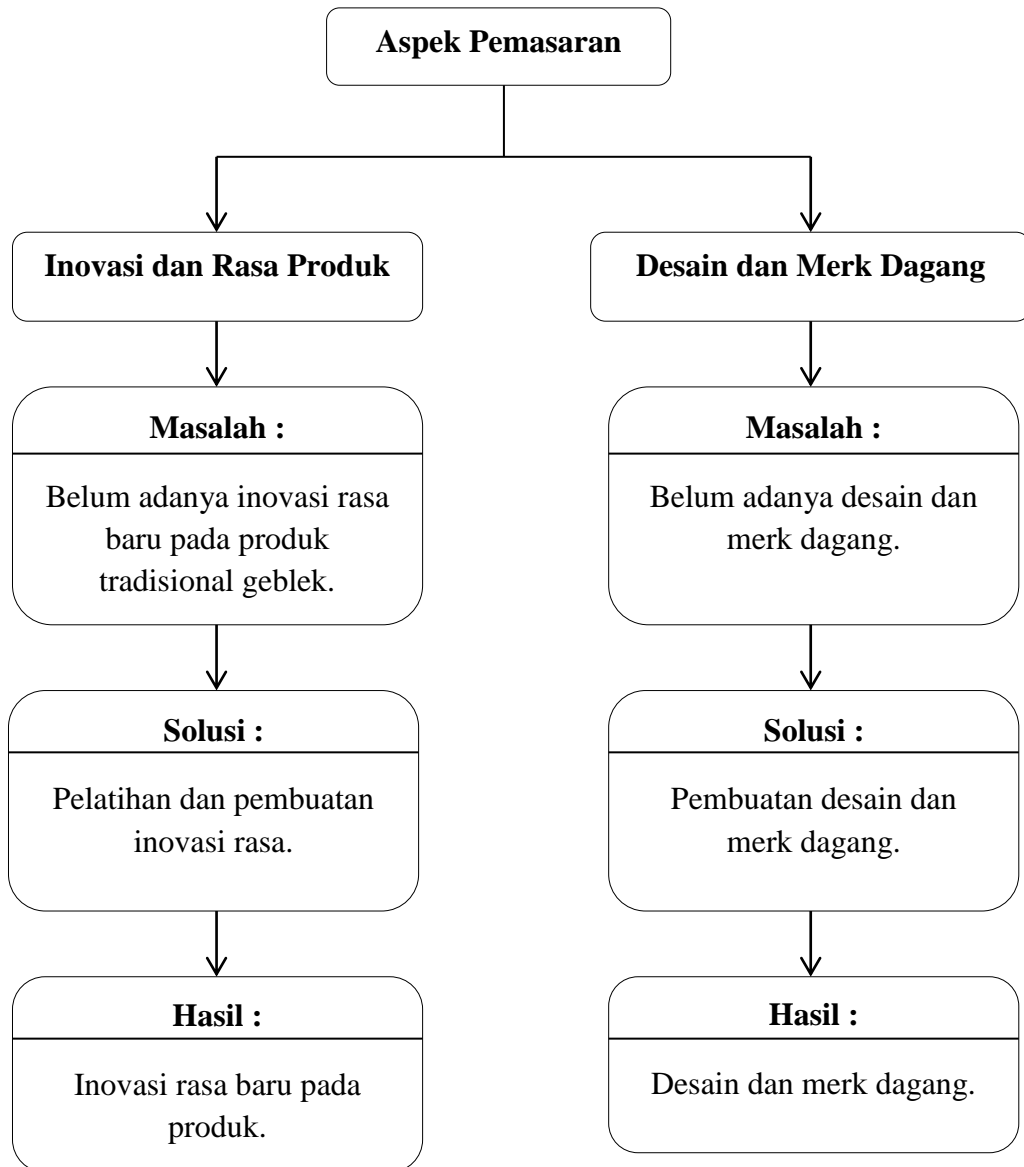 Aspek Pemasaran
Inovasi dan Rasa Produk
Masalah :
Belum adanya inovasi rasa
baru pada produk
tradisional geblek.
Solusi :
Pelatihan dan pembuatan
inovasi rasa.
Hasil :
Inovasi rasa baru pada
produk.
Desain dan Merk Dagang
Masalah :
Belum adanya desain dan
merk dagang.
Solusi :
Pembuatan desain dan
merk dagang.
Hasil :
Desain dan merk dagang.